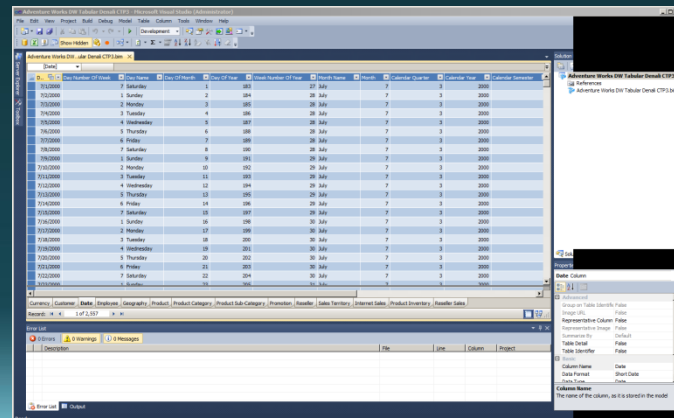 Adventure Works DW Tabular Denali CTP3 - Microsoft Visual Studio (Administrator)
File Edit View Project Build Debug Model Table Column Tools Window Help
Development
Show Hidden
Adventure Works DW...ular Denali CTP3.bim
[Date]
Day Number Of Week Day Name Day Of Month Day Of Year Week Number Of Year Month Name Month Calendar Quarter Calendar Year Calendar Semester
7/1/2000 7 Saturday 1 183 27 July 7 3 2000
7/2/2000 1 Sunday 2 184 28 July 7 3 2000
7/3/2000 2 Monday 3 185 28 July 7 3 2000
7/4/2000 3 Tuesday 4 186 28 July 7 3 2000
7/5/2000 4 Wednesday 5 187 28 July 7 3 2000
7/6/2000 5 Thursday 6 188 28 July 7 3 2000
7/7/2000 6 Friday 7 189 28 July 7 3 2000
7/8/2000 7 Saturday 8 190 28 July 7 3 2000
7/9/2000 1 Sunday 9 191 29 July 7 3 2000
7/10/2000 2 Monday 10 192 29 July 7 3 2000
7/11/2000 3 Tuesday 11 193 29 July 7 3 2000
7/12/2000 4 Wednesday 12 194 29 July 7 3 2000
7/13/2000 5 Thursday 13 195 29 July 7 3 2000
7/14/2000 6 Friday 14 196 29 July 7 3 2000
7/15/2000 7 Saturday 15 197 29 July 7 3 2000
7/16/2000 1 Sunday 16 198 30 July 7 3 2000
7/17/2000 2 Monday 17 199 30 July 7 3 2000
7/18/2000 3 Tuesday 18 200 30 July 7 3 2000
7/19/2000 4 Wednesday 19 201 30 July 7 3 2000
7/20/2000 5 Thursday 20 202 30 July 7 3 2000
7/21/2000 6 Friday 21 203 30 July 7 3 2000
7/22/2000 7 Saturday 22 204 30 July 7 3 2000
Currency Customer Date Employee Geography Product Product Category Product Sub-Category Promotion Reseller Sales Territory Internet Sales Product Inventory Reseller Sales
Record: 1 of 2,557
Error List
0 Errors 0 Warnings 0 Messages
Description File Line Column Project
Error List Output
Server Explorer
Toolbox
Solution
Adventure Works DW Tabular Denali CTP3
References
Adventure Works DW Tabular Denali CTP3.bi
Properties
Date Column
Advanced
Group on Table Identifi False
Image URL False
Representative Column False
Representative Image False
Summarize By Default
Table Detail False
Table Identifier False
Basic
Column Name Date
Data Format Short Date
Data Type Date
Column Name
The name of the column, as it is stored in the model